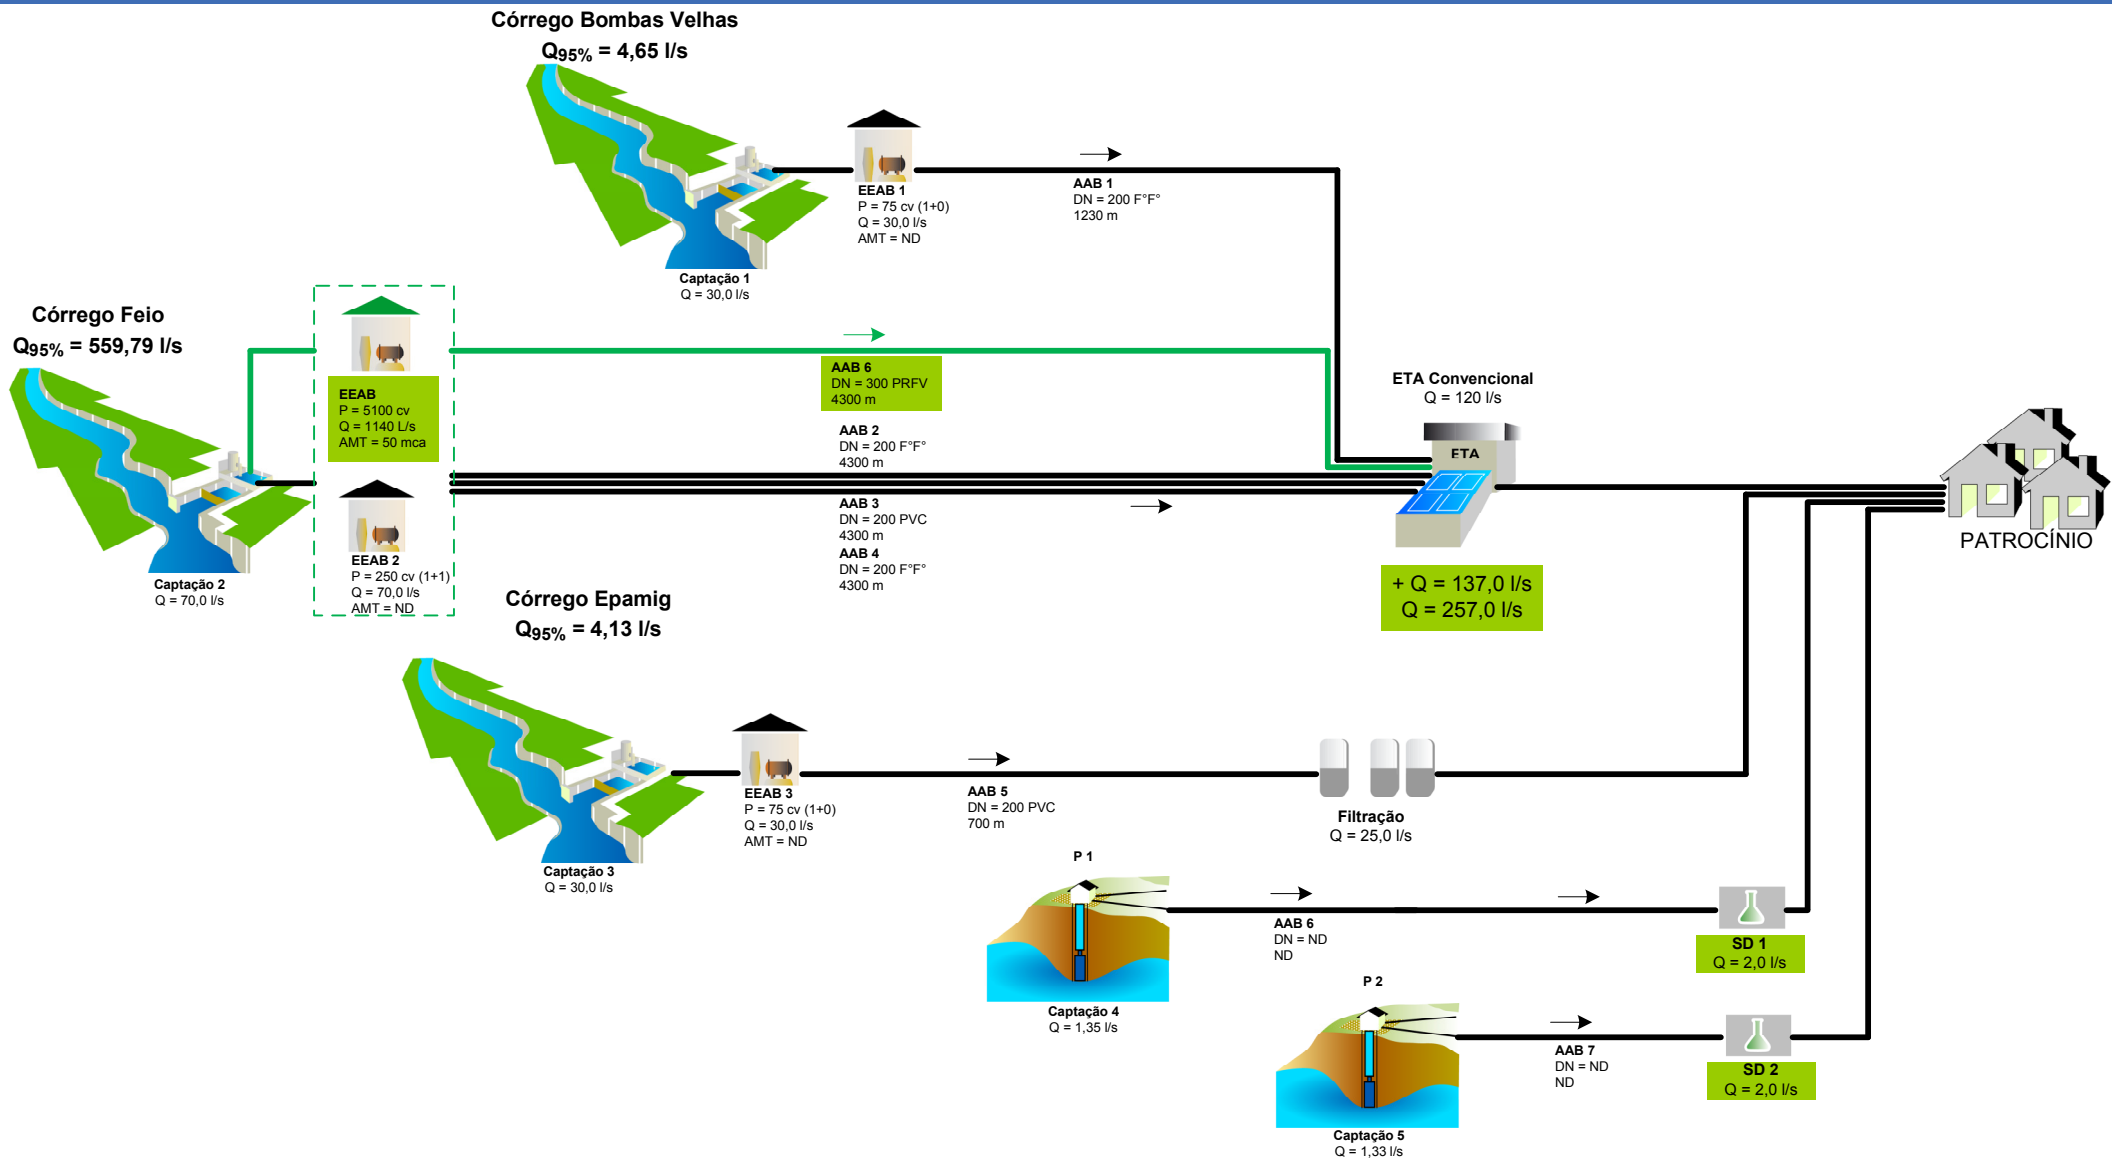 Córrego Bombas Velhas
Q95% = 4,65 l/s
EEAB 1
P = 75 cv (1+0)
Q = 30,0 l/s
AMT = ND
AAB 1
DN = 200 F°F°
1230 m
Captação 1
Q = 30,0 l/s
Córrego Feio
Q95% = 559,79 l/s
EEAB
P = 5100 cv
Q = 1140 L/s
AMT = 50 mca
AAB 6
DN = 300 PRFV
4300 m
AAB 2
DN = 200 F°F°
4300 m
AAB 3
DN = 200 PVC
4300 m
AAB 4
DN = 200 F°F°
4300 m
EEAB 2
P = 250 cv (1+1)
Q = 70,0 l/s
AMT = ND
Captação 2
Q = 70,0 l/s
ETA Convencional
Q = 120 l/s
ETA
+ Q = 137,0 l/s
Q = 257,0 l/s
PATROCÍNIO
Córrego Epamig
Q95% = 4,13 l/s
EEAB 3
P = 75 cv (1+0)
Q = 30,0 l/s
AMT = ND
AAB 5
DN = 200 PVC
700 m
Filtração
Q = 25,0 l/s
Captação 3
Q = 30,0 l/s
P 1
AAB 6
DN = ND
ND
SD 1
Q = 2,0 l/s
Captação 4
Q = 1,35 l/s
P 2
AAB 7
DN = ND
ND
SD 2
Q = 2,0 l/s
Captação 5
Q = 1,33 l/s